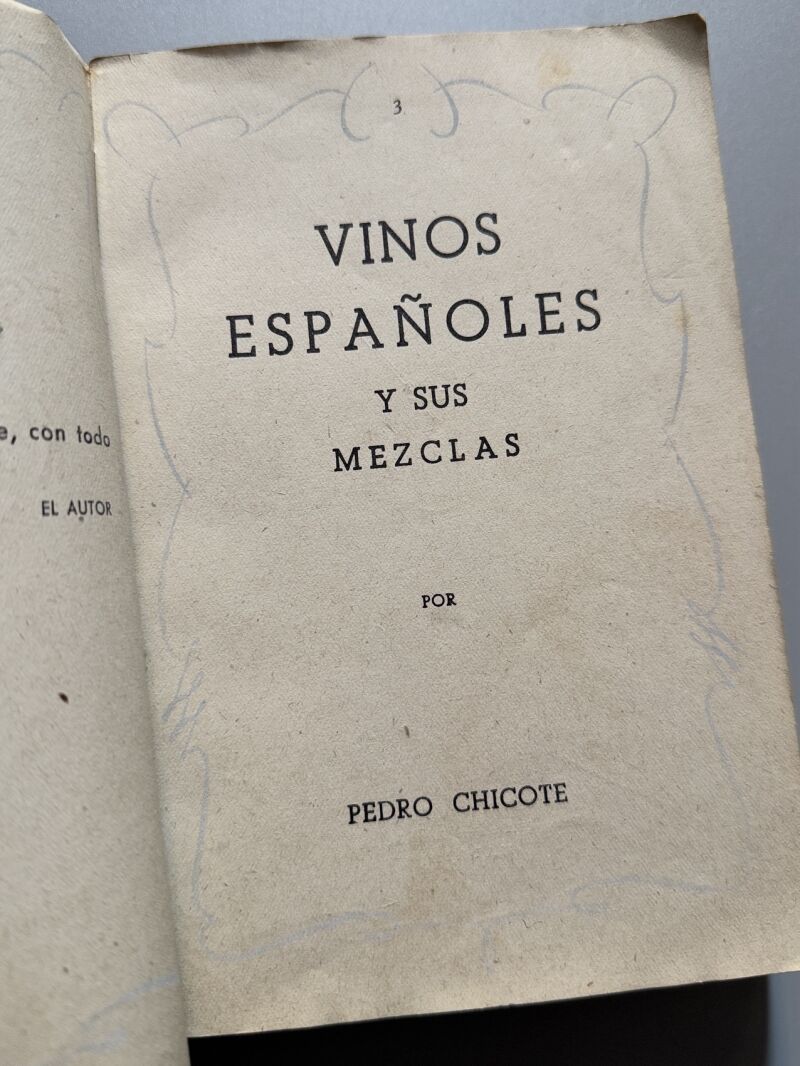 , con todo
EL AUTOR
3
VINOS
ESPAÑOLES
Y SUS
MEZCLAS
POR
PEDRO CHICOTE